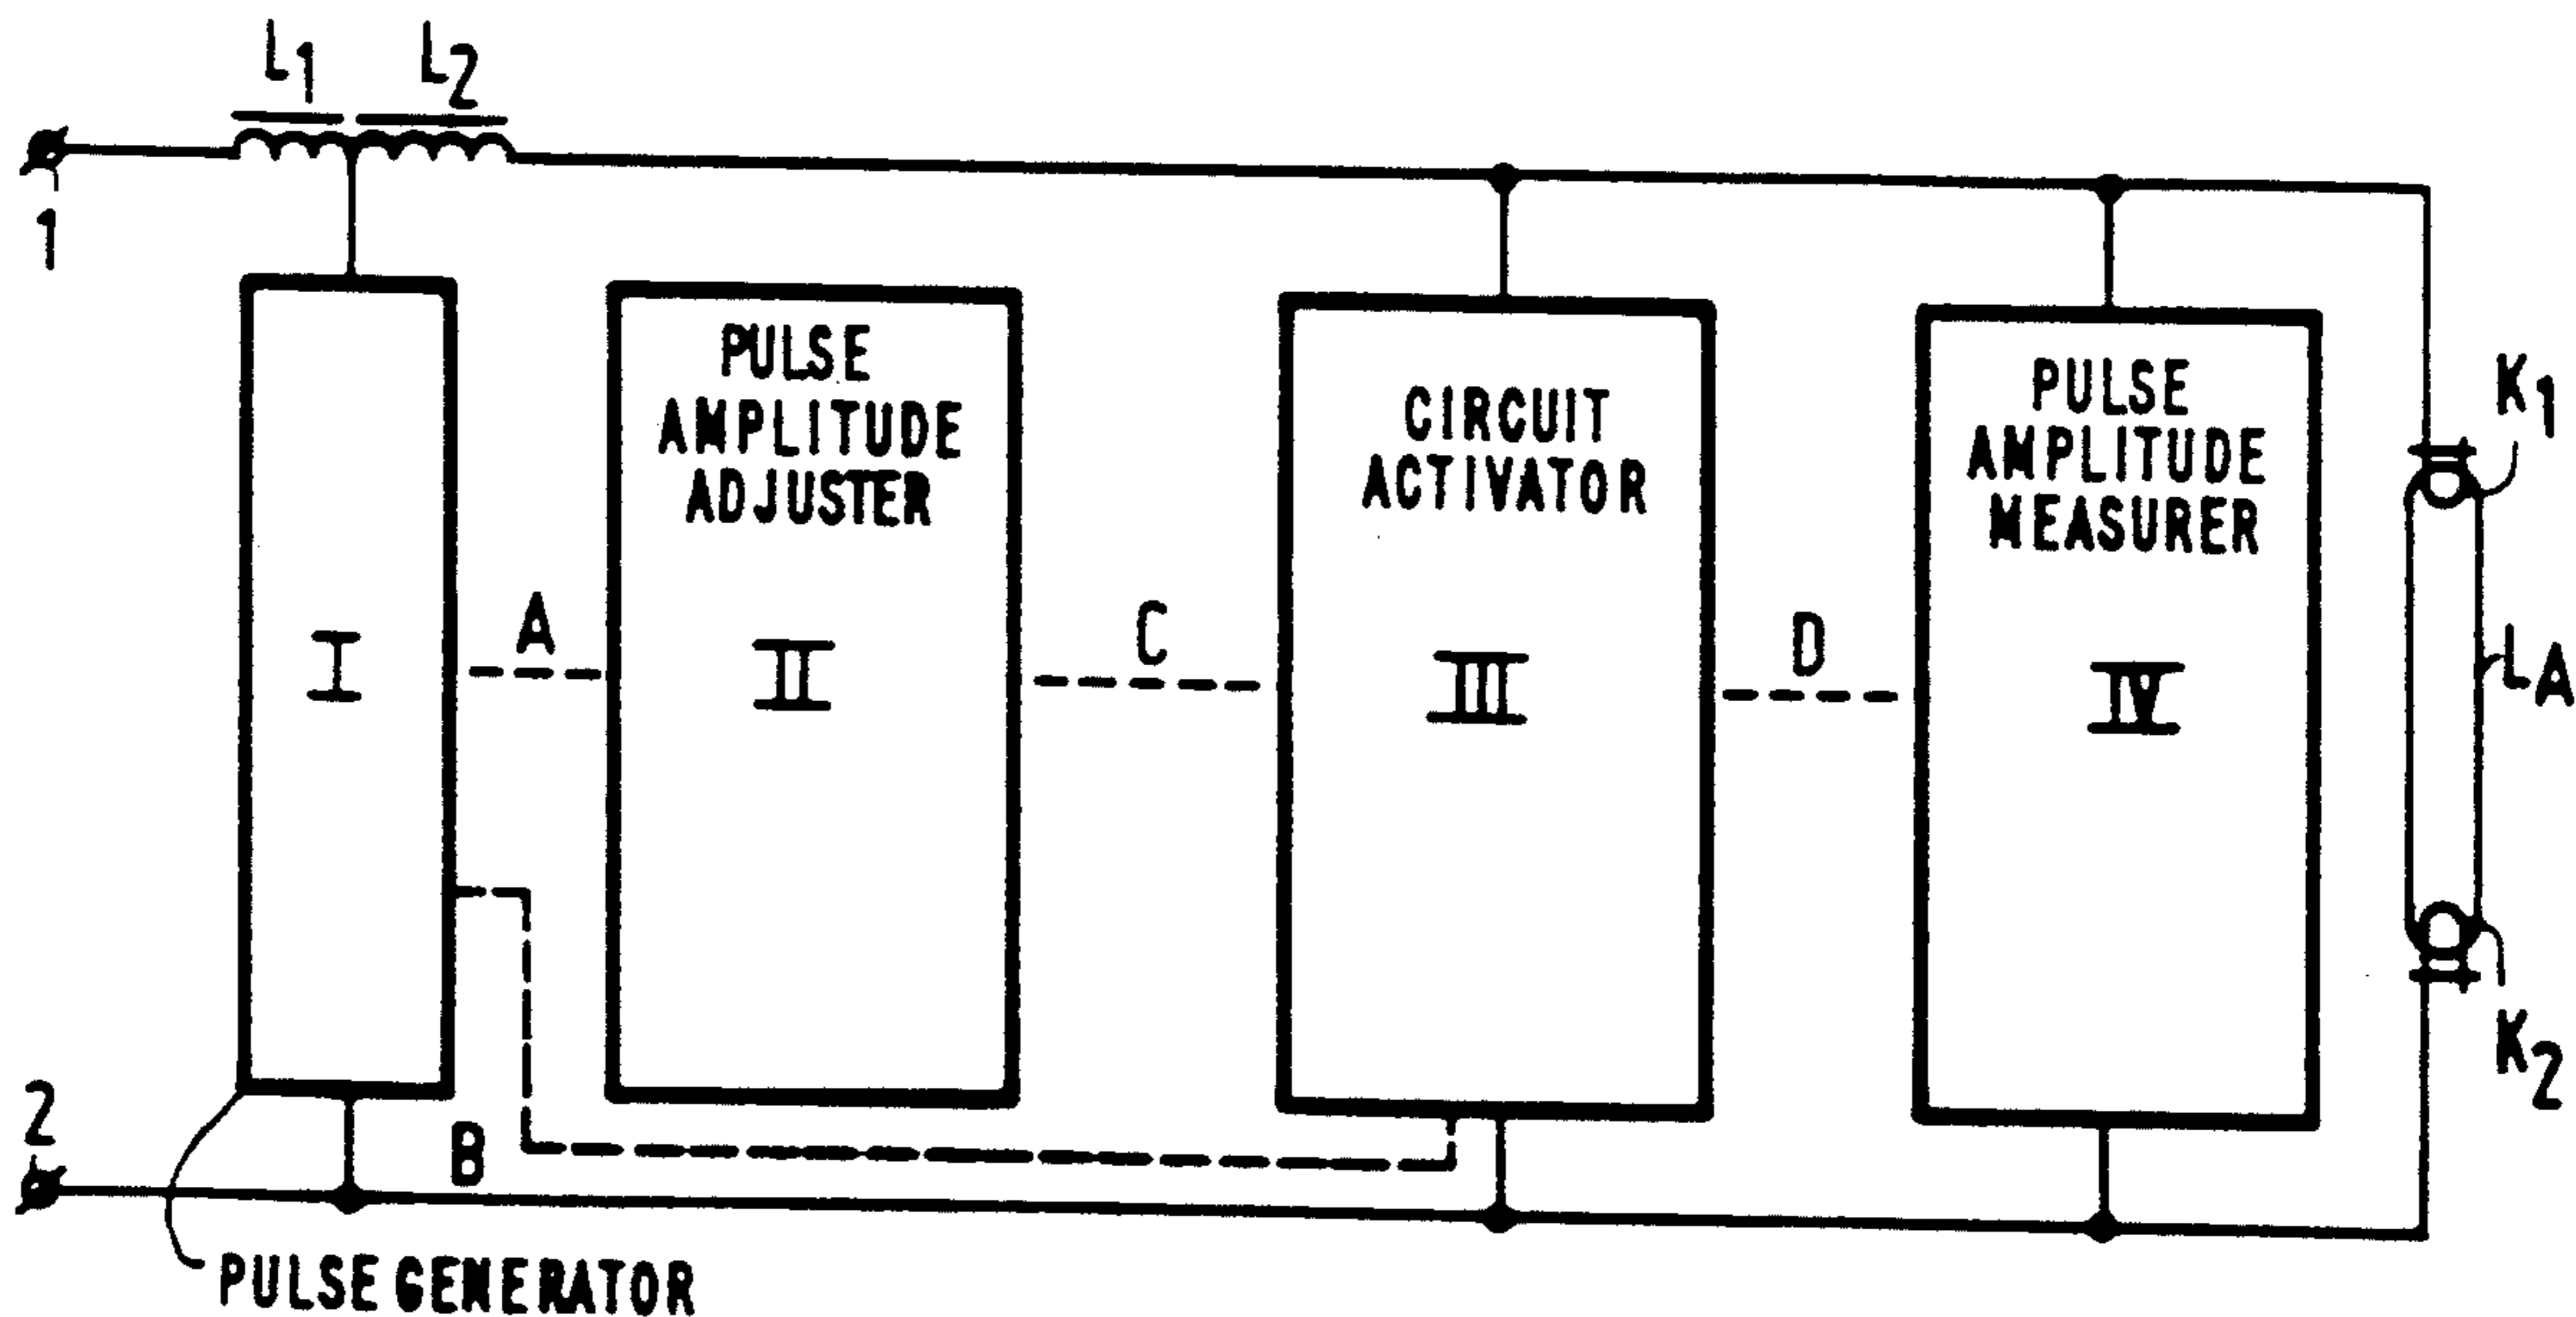 L1 L2
1
PULSE
AMPLITUDE
ADJUSTER
CIRCUIT
ACTIVATOR
PULSE
AMPLITUDE
MEASURER
K1
I
A
II
C
III
D
IV
LA
K2
2
B
PULSE GENERATOR